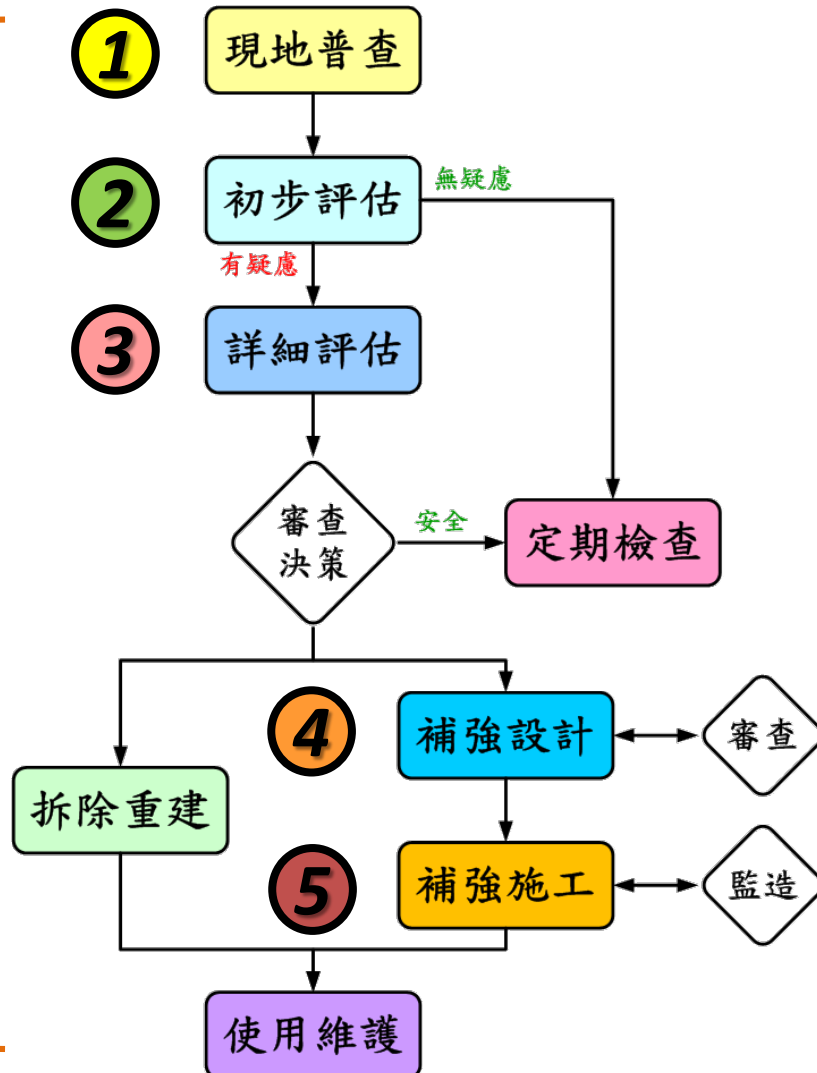 1
現地普查
2
初步評估
無疑慮
有疑慮
3
詳細評估
審查
決策
安全
定期檢查
4
補強設計
審查
拆除重建
5
補強施工
監造
使用維護